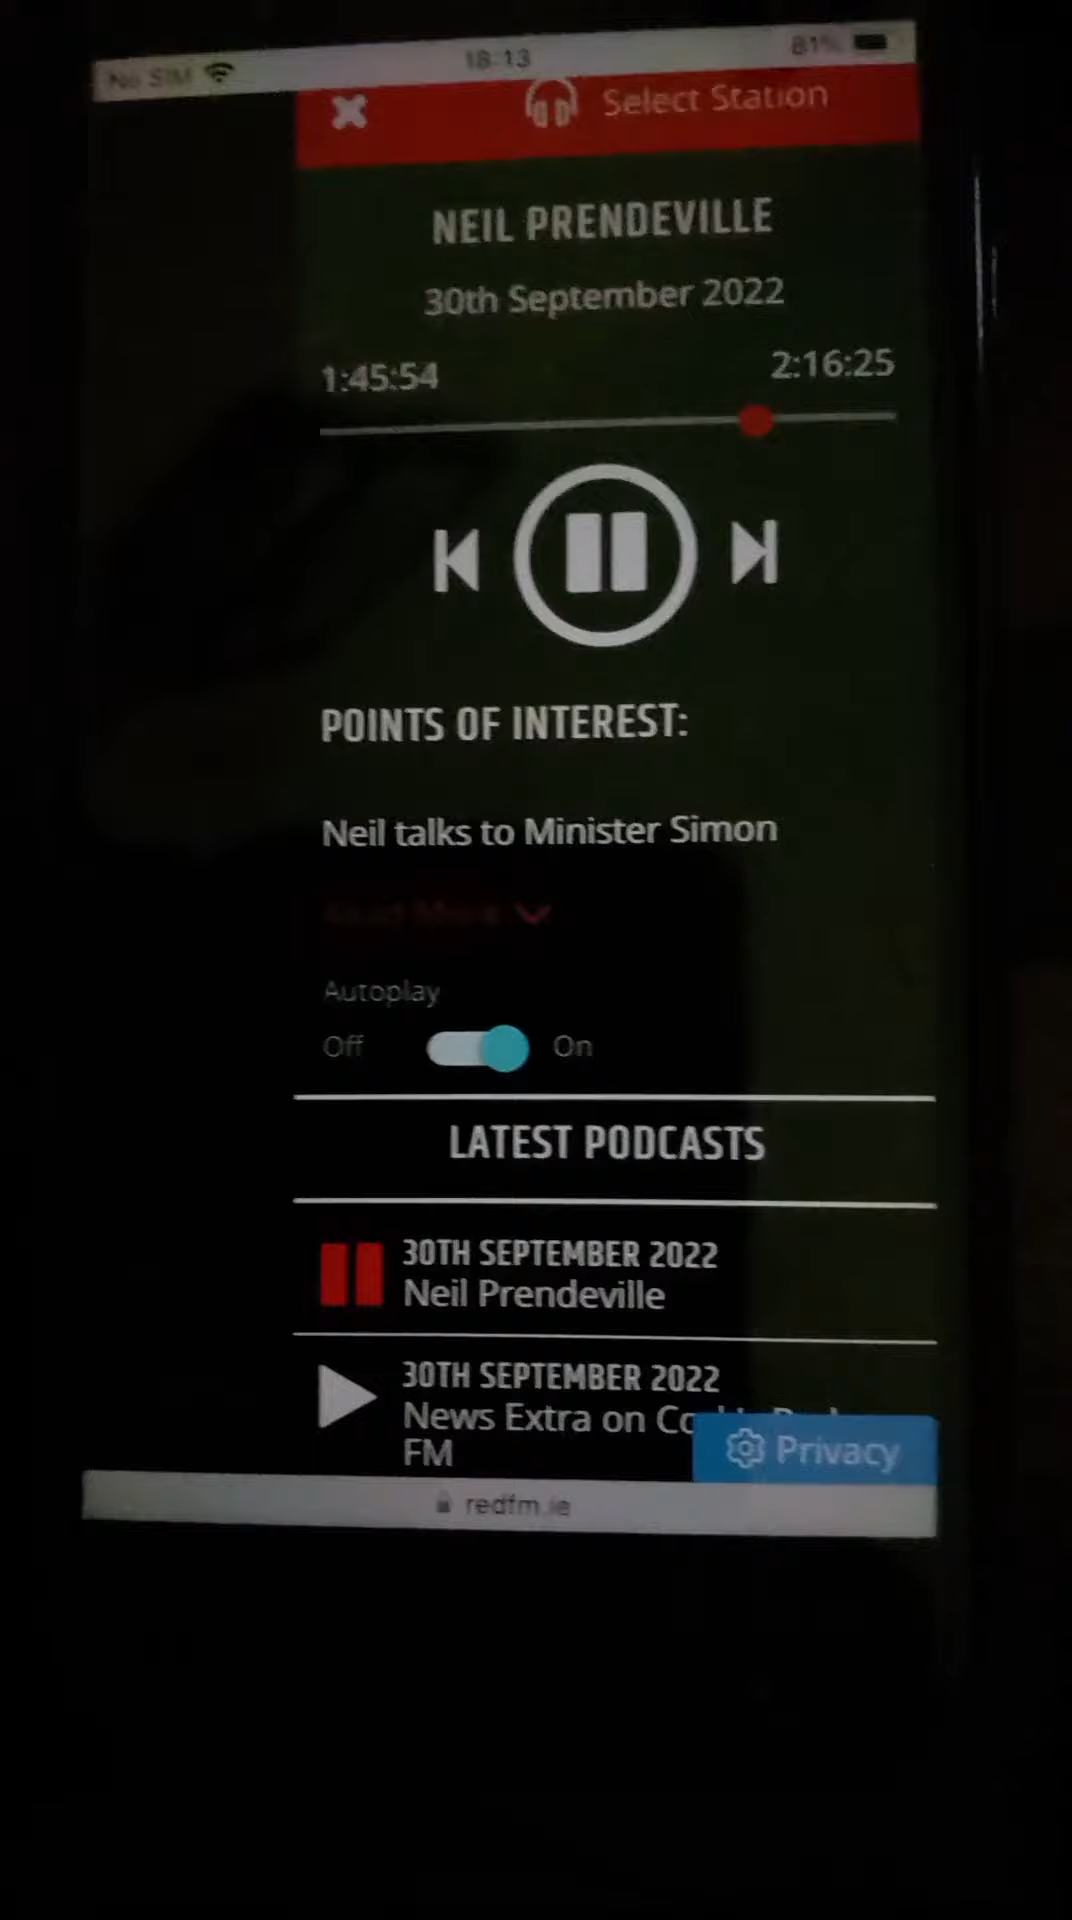 No SIM 18:13 81%
Select Station
NEIL PRENDEVILLE
30th September 2022
1:45:54 2:16:25
POINTS OF INTEREST:
Neil talks to Minister Simon
Read More
Autoplay
Off On
LATEST PODCASTS
30TH SEPTEMBER 2022
Neil Prendeville
30TH SEPTEMBER 2022
News Extra on
FM
Privacy
redfm.ie